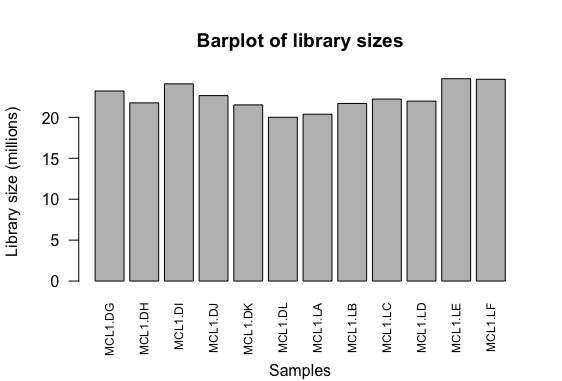 Barplot of library sizes
Library size (millions)
20
15
10
5
0
MCL1.DG
MCL1.DH
MCL1.DI
MCL1.DJ
MCL1.DK
MCL1.DL
MCL1.LA
MCL1.LB
MCL1.LC
MCL1.LD
MCL1.LE
MCL1.LF
Samples